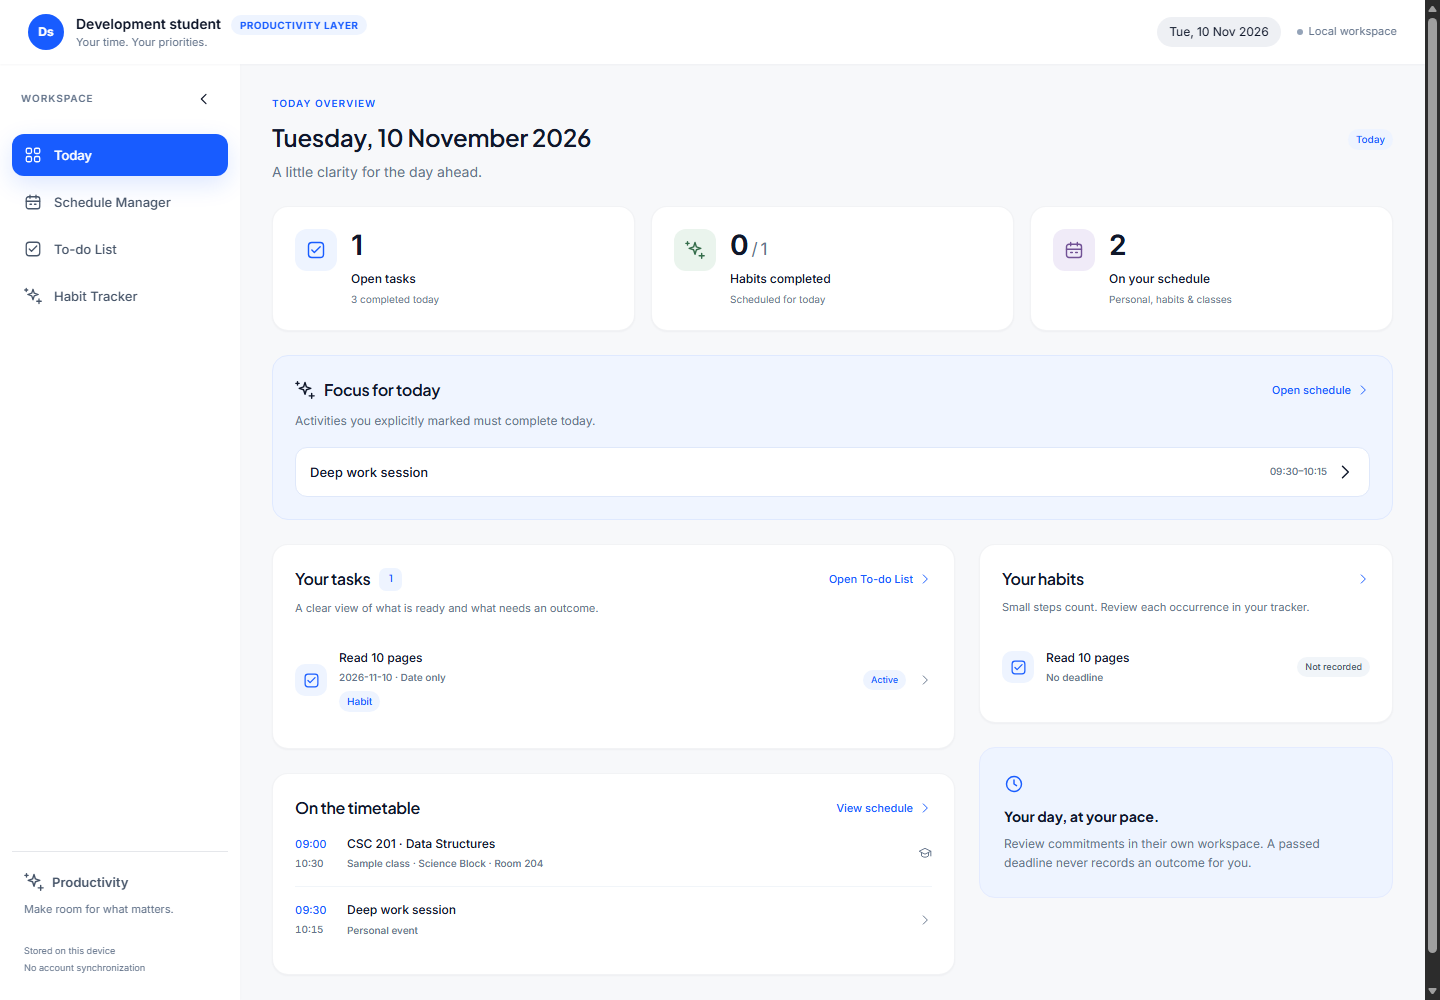 Ds
Development student
PRODUCTIVITY LAYER
Your time. Your priorities.
Tue, 10 Nov 2026
Local workspace
WORKSPACE
Today
Schedule Manager
To-do List
Habit Tracker
Productivity
Make room for what matters.
Stored on this device
No account synchronization
TODAY OVERVIEW
Tuesday, 10 November 2026
Today
A little clarity for the day ahead.
1
Open tasks
3 completed today
0 / 1
Habits completed
Scheduled for today
2
On your schedule
Personal, habits & classes
Focus for today
Open schedule
Activities you explicitly marked must complete today.
Deep work session
09:30–10:15
Your tasks 1
Open To-do List
A clear view of what is ready and what needs an outcome.
Read 10 pages
2026-11-10 · Date only
Habit
Active
On the timetable
View schedule
09:00 CSC 201 · Data Structures
10:30 Sample class · Science Block · Room 204
09:30 Deep work session
10:15 Personal event
Your habits
Small steps count. Review each occurrence in your tracker.
Read 10 pages
No deadline
Not recorded
Your day, at your pace.
Review commitments in their own workspace. A passed
deadline never records an outcome for you.